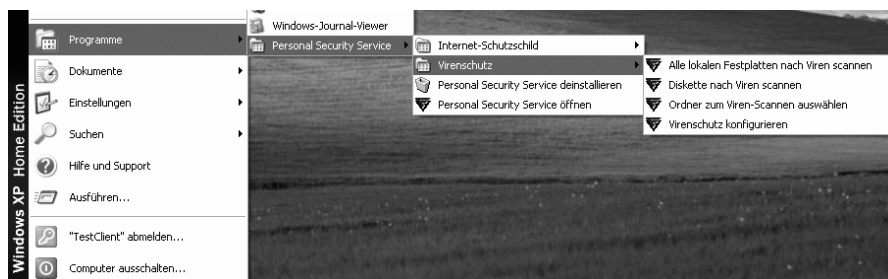 Windows XP Home Edition
Programme
Dokumente
Einstellungen
Suchen
Hilfe und Support
Ausführen...
"TestClient" abmelden...
Computer ausschalten...
Windows-Journal-Viewer
Personal Security Service
Internet-Schutzschild
Virenschutz
Personal Security Service deinstallieren
Personal Security Service öffnen
Alle lokalen Festplatten nach Viren scannen
Diskette nach Viren scannen
Ordner zum Viren-Scannen auswählen
Virenschutz konfigurieren